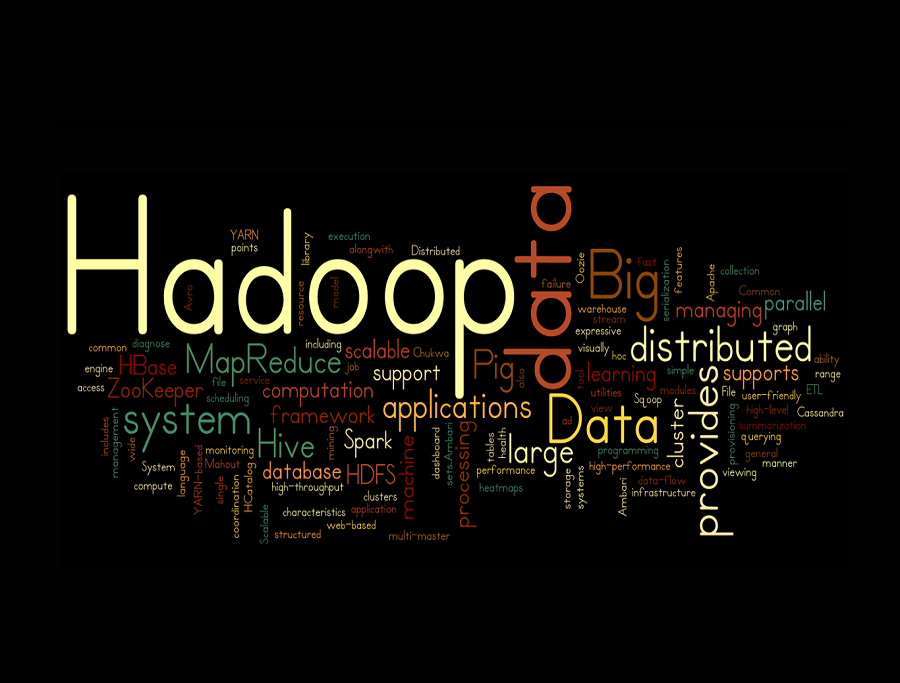 Hadoop
data
YARN
points
library
execution
alongwith
Distributed
Avro
resource
model
failure
Oozie
Big
fast
serialization
features
Apache
collection
Common
warehouse
stream
managing
parallel
expressive
graph
visually
hoc
distributed
ability
common
diagnose
including
scalable
Chukwa
engine
HBase
MapReduce
job
Pig
also
tool
learning
simple
supports
range
access
ZooKeeper
file
service
support
scheduling
computation
utilities
Sqoop
modules
File
user-friendly
ETL
includes
management
wide
system
framework
applications
Data
ad
view
cluster
provides
provisioning
high-level
Cassandra
summarization
querying
general
manner
viewing
Hive
mining
Spark
machine
dashboard
sets.Ambari
processing
tables
health
large
programming
System
language
YARN-based
monitoring
Mahout
single
coordination
HCatalog
database
HDFS
performance
high-performance
data-flow
compute
high-throughput
clusters
heatmaps
storage
systems
Ambari
infrastructure
Scalable
characteristics
application
web-based
structured
multi-master